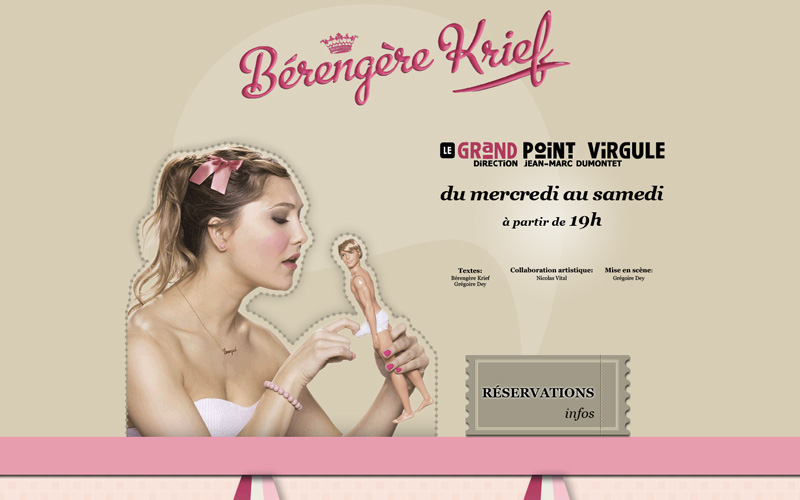 Bérengère Krief
LE GRAND POINT VIRGULE
DIRECTION JEAN-MARC DUMONTET
du mercredi au samedi
à partir de 19h
Textes:
Bérengère Krief
Grégoire Dey
Collaboration artistique:
Nicolas Vital
Mise en scène:
Grégoire Dey
RÉSERVATIONS
infos